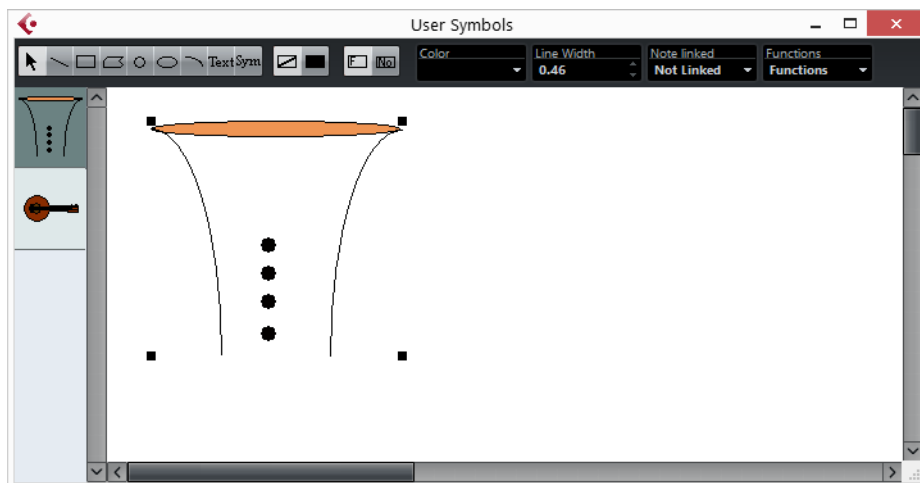 User Symbols
Text Sym F No
Color
Line Width
0.46
Note linked
Not Linked
Functions
Functions